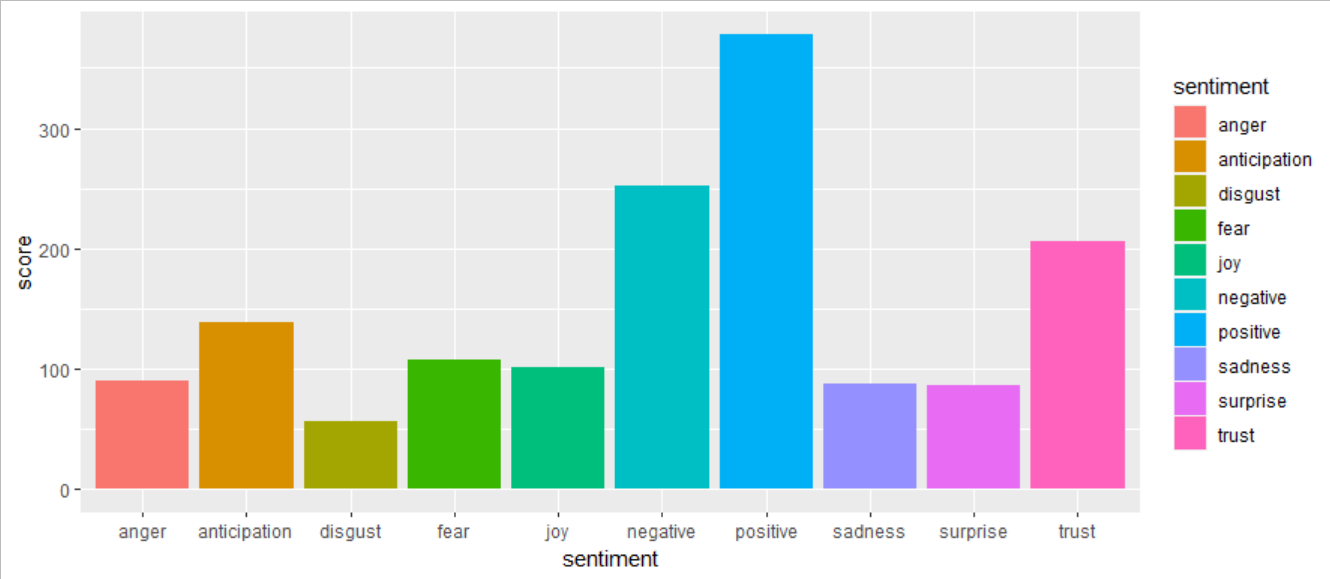 300
200
100
0
score
anger anticipation disgust fear joy negative positive sadness surprise trust
sentiment
sentiment
anger
anticipation
disgust
fear
joy
negative
positive
sadness
surprise
trust